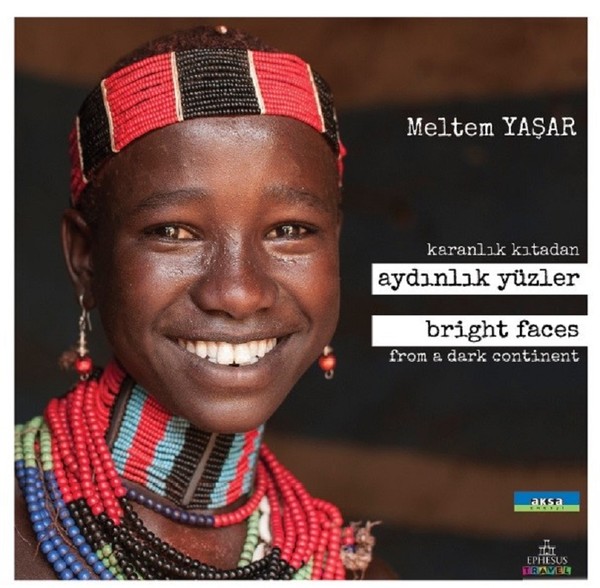 Meltem YAŞAR
karanlık kıtadan
aydınlık yüzler
bright faces
from a dark continent
aksa
EPHESUS
TRAVEL